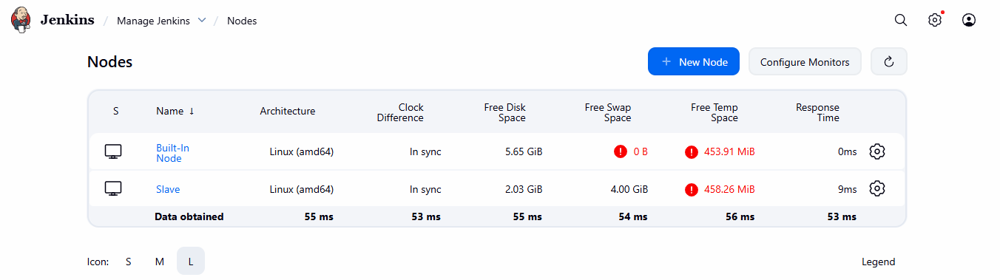 Jenkins / Manage Jenkins / Nodes
Nodes
+ New Node Configure Monitors
S Name ↓ Architecture Clock Difference Free Disk Space Free Swap Space Free Temp Space Response Time
Built-In Node Linux (amd64) In sync 5.65 GiB ! 0 B ! 453.91 MiB 0ms
Slave Linux (amd64) In sync 2.03 GiB 4.00 GiB ! 458.26 MiB 9ms
Data obtained 55 ms 53 ms 55 ms 54 ms 56 ms 53 ms
Icon: S M L Legend